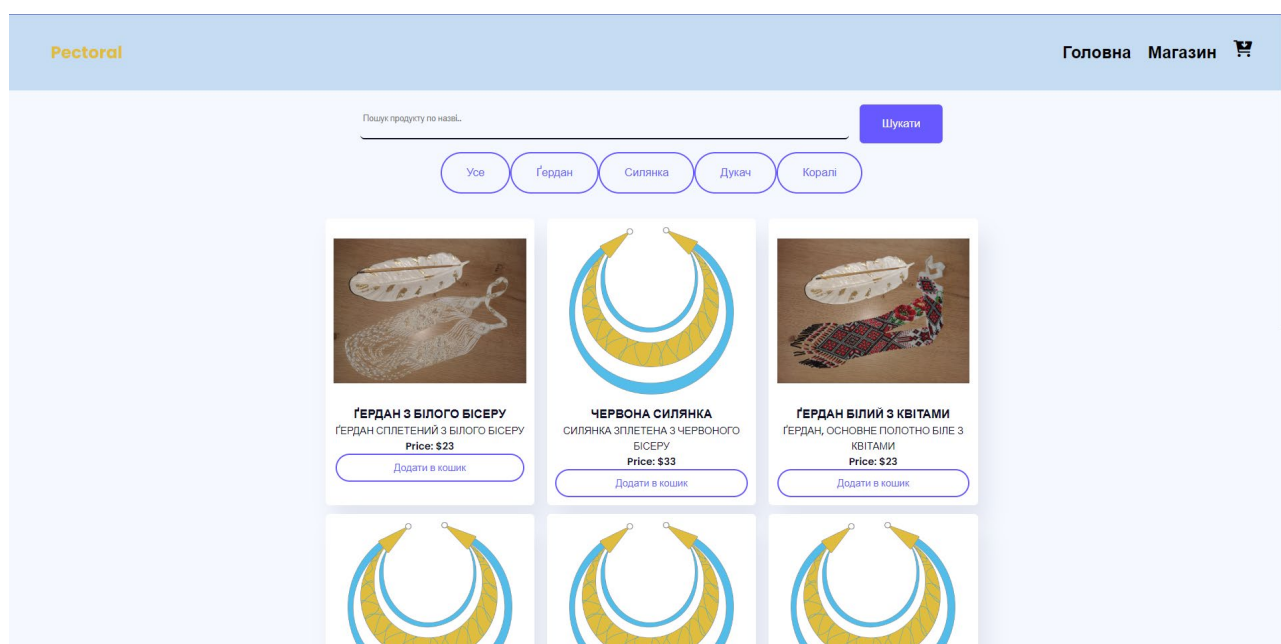 Pectoral
Головна Магазин
Пошук продукту по назві..
Шукати
Усе Ґердан Силянка Дукач Коралі
ҐЕРДАН З БІЛОГО БІСЕРУ
ҐЕРДАН СПЛЕТЕНИЙ З БІЛОГО БІСЕРУ
Price: $23
Додати в кошик
ЧЕРВОНА СИЛЯНКА
СИЛЯНКА ЗПЛЕТЕНА З ЧЕРВОНОГО
БІСЕРУ
Price: $33
Додати в кошик
ҐЕРДАН БІЛИЙ З КВІТАМИ
ҐЕРДАН, ОСНОВНЕ ПОЛОТНО БІЛЕ З
КВІТАМИ
Price: $23
Додати в кошик